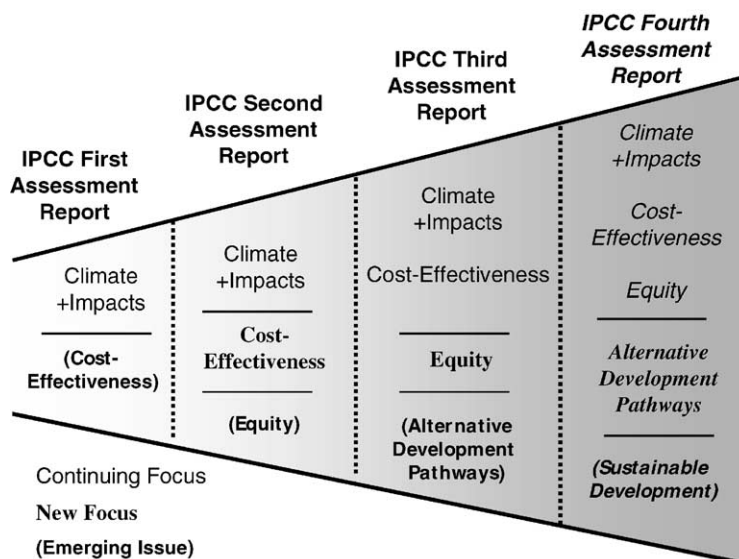 IPCC First
Assessment
Report
Climate
+Impacts
(Cost-
Effectiveness)
IPCC Second
Assessment
Report
Climate
+Impacts
Cost-
Effectiveness
(Equity)
IPCC Third
Assessment
Report
Climate
+Impacts
Cost-Effectiveness
Equity
(Alternative
Development
Pathways)
IPCC Fourth
Assessment
Report
Climate
+Impacts
Cost-
Effectiveness
Equity
Alternative
Development
Pathways
(Sustainable
Development)
Continuing Focus
New Focus
(Emerging Issue)